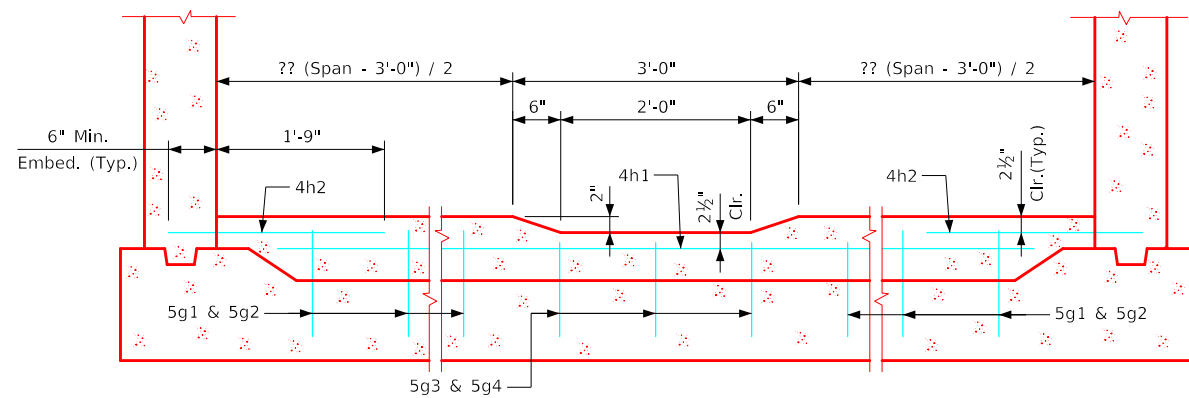 ?? (Span - 3'-0") / 2
3'-0"
?? (Span - 3'-0") / 2
6"
2'-0"
6"
6" Min.
Embed. (Typ.)
1'-9"
4h2
2"
4h1
2½"
Clr.
4h2
2½"
Clr.(Typ.)
5g1 & 5g2
5g1 & 5g2
5g3 & 5g4